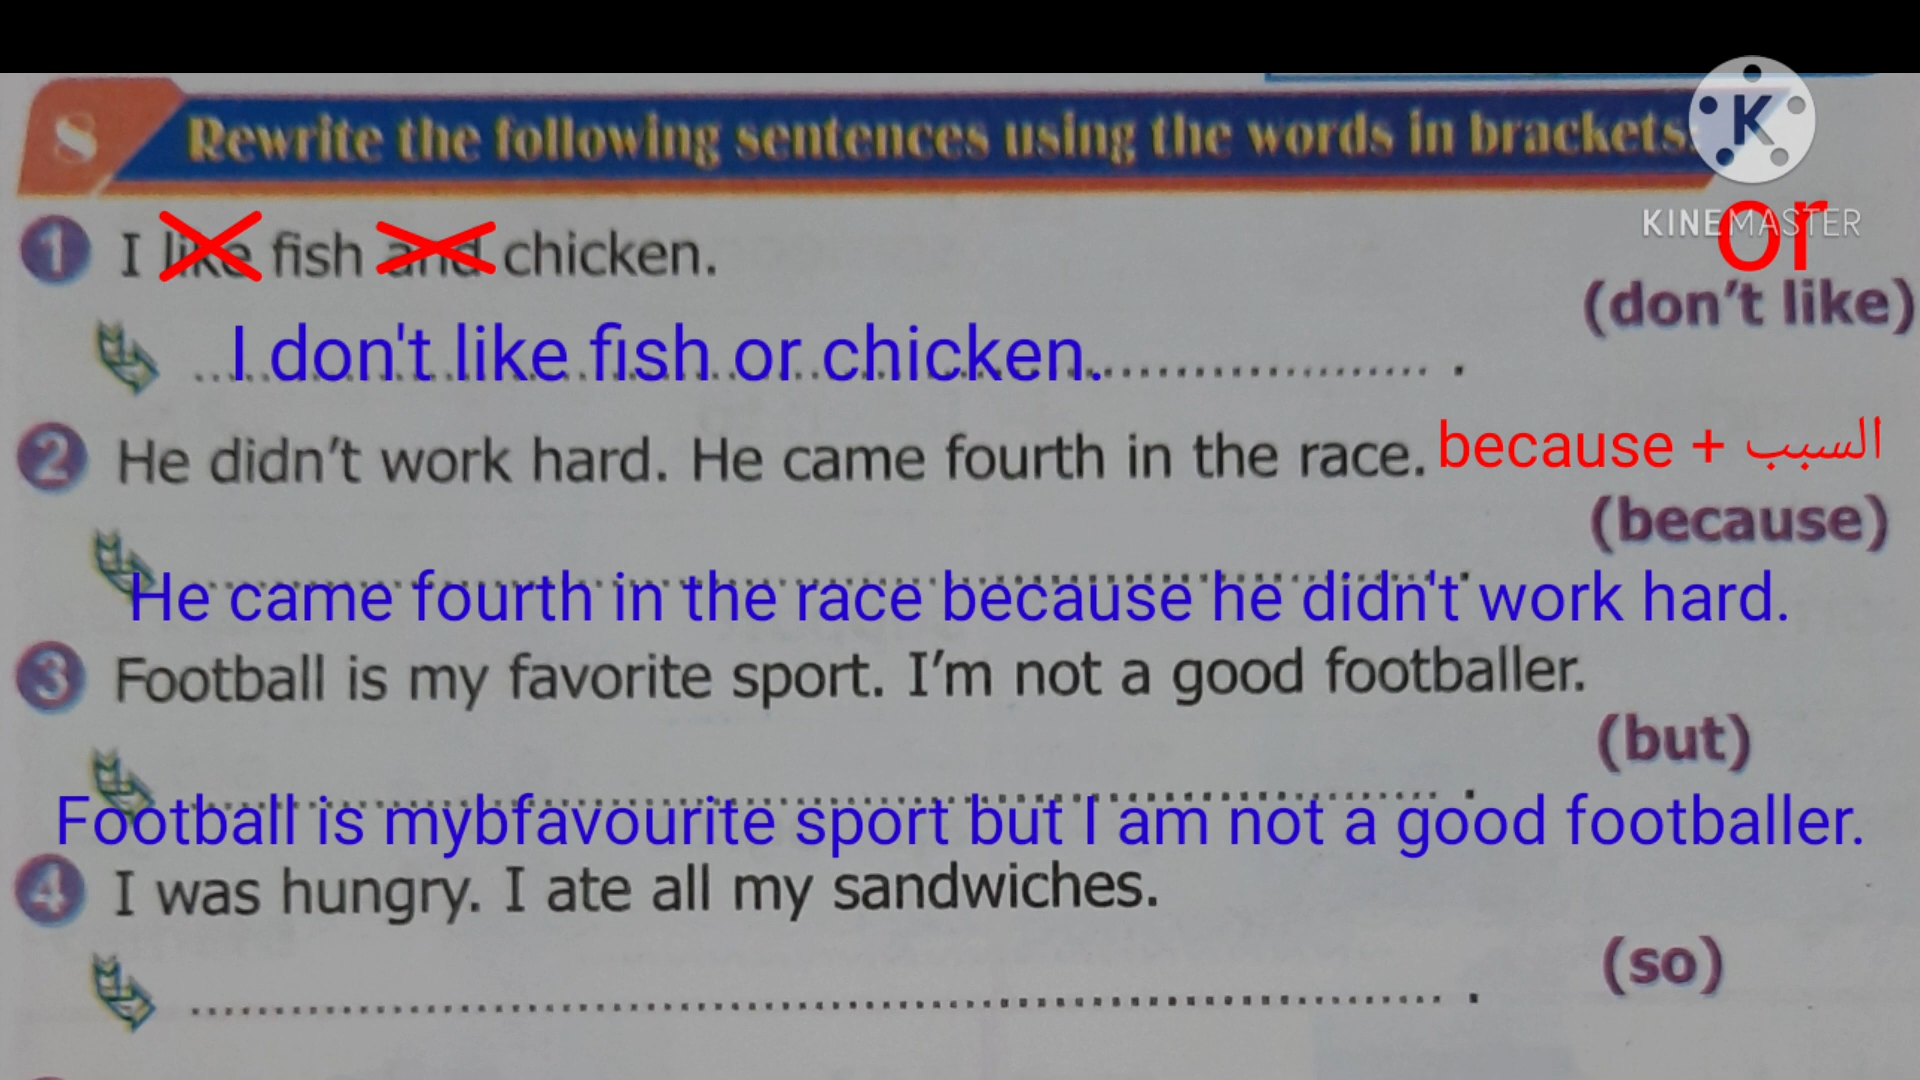 8 Rewrite the following sentences using the words in brackets:
K
KINEMASTER
or
1 I like fish and chicken.
(don't like)
I don't like fish or chicken.
2 He didn't work hard. He came fourth in the race. because + السبب
(because)
He came fourth in the race because he didn't work hard.
3 Football is my favorite sport. I'm not a good footballer.
(but)
Football is mybfavourite sport but I am not a good footballer.
4 I was hungry. I ate all my sandwiches.
(so)